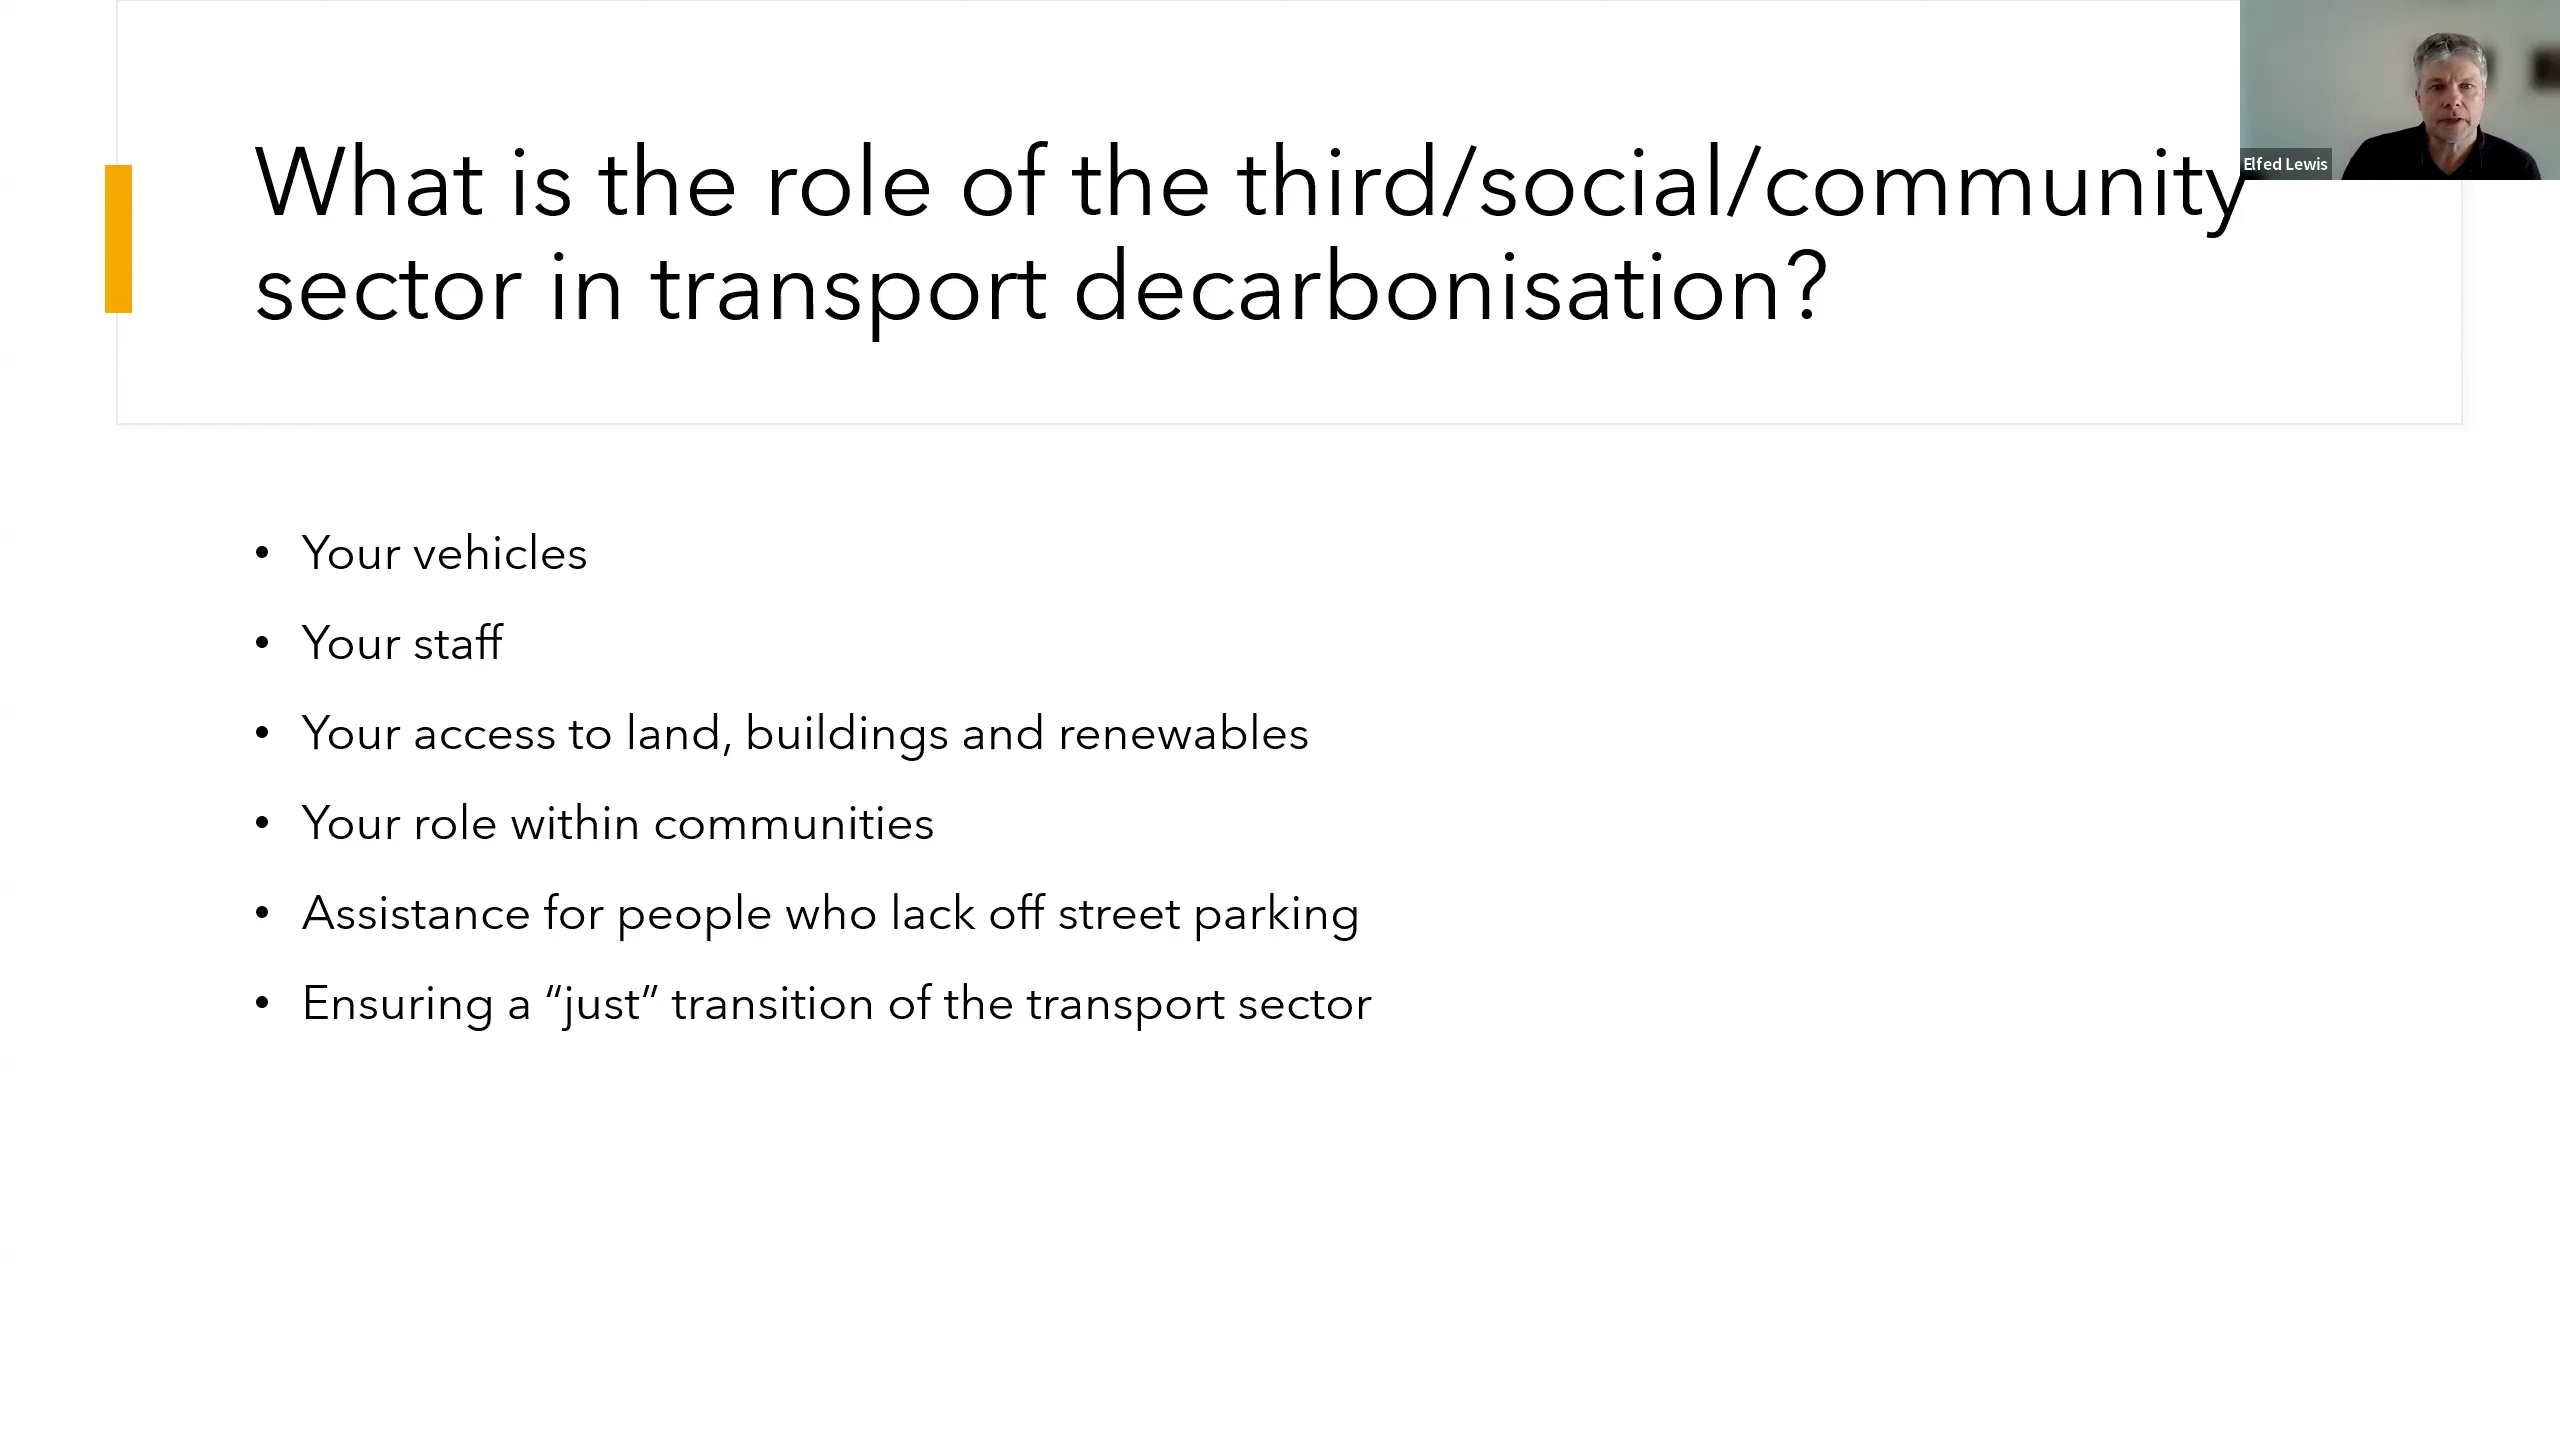 What is the role of the third/social/community
sector in transport decarbonisation?
Elfed Lewis
• Your vehicles
• Your staff
• Your access to land, buildings and renewables
• Your role within communities
• Assistance for people who lack off street parking
• Ensuring a “just” transition of the transport sector